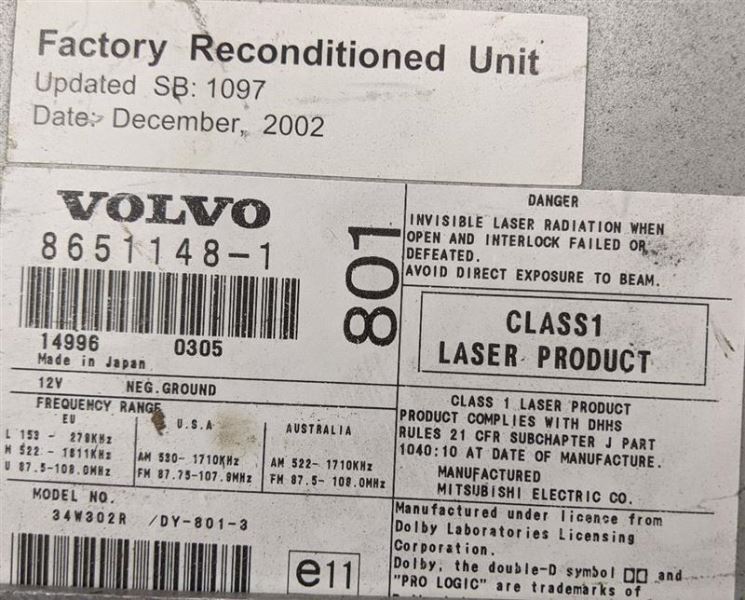 Factory Reconditioned Unit
Updated SB: 1097
Date: December, 2002
VOLVO
8651148-1
14996 0305
Made in Japan
801
12V NEG.GROUND
FREQUENCY RANGE
EU
L 153 - 279KHz
M 522 - 1611KHz
U 87.5-108.0MHz
U.S.A
AM 530- 1710KHz
FM 87.75-107.9MHz
AUSTRALIA
AM 522- 1710KHz
FM 87.5- 108.0MHz
MODEL NO.
34W302R /DY-801-3
e11
DANGER
INVISIBLE LASER RADIATION WHEN
OPEN AND INTERLOCK FAILED OR
DEFEATED.
AVOID DIRECT EXPOSURE TO BEAM.
CLASS1
LASER PRODUCT
CLASS 1 LASER PRODUCT
PRODUCT COMPLIES WITH DHHS
RULES 21 CFR SUBCHAPTER J PART
1040:10 AT DATE OF MANUFACTURE.
MANUFACTURED
MITSUBISHI ELECTRIC CO.
Manufactured under license from
Dolby Laboratories Licensing
Corporation.
Dolby, the double-D symbol and
"PRO LOGIC" are trademarks of